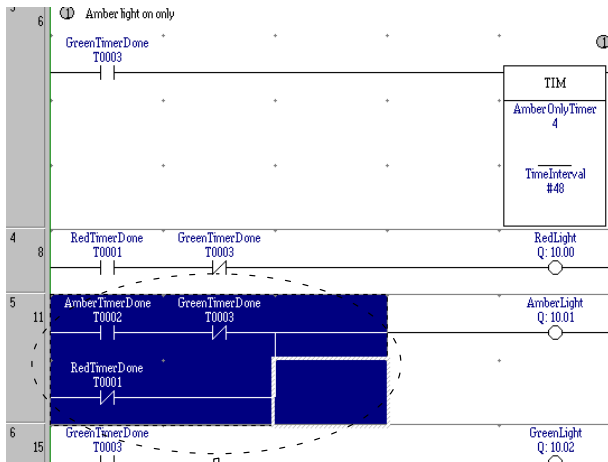 6
1 Amber light on only
GreenTimerDone
T0003
1
TIM
AmberOnlyTimer
4
TimeInterval
#48
4
8
RedTimerDone GreenTimerDone RedLight
T0001 T0003 Q: 10.00
5
11
AmberTimerDone GreenTimerDone AmberLight
T0002 T0003 Q: 10.01
RedTimerDone
T0001
6
15
GreenTimerDone GreenLight
T0003 Q: 10.02